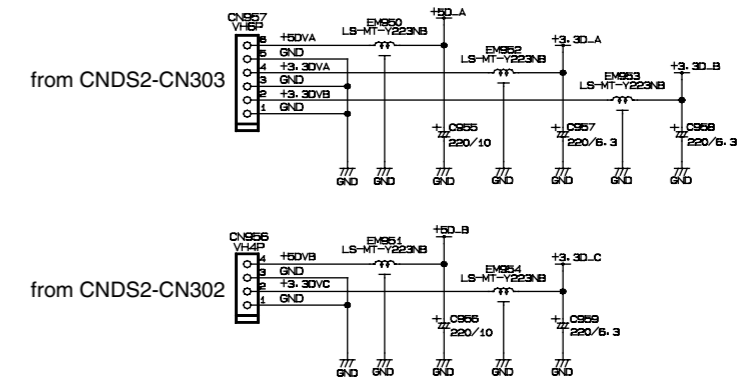 CN957
VH6P
from CNDS2-CN303
6 +5DVA
5 GND
4 +3.3DVA
3 GND
2 +3.3DVB
1 GND
EM950
LS-MT-Y223NB
+5D_A
EM952
LS-MT-Y223NB
+3.3D_A
EM953
LS-MT-Y223NB
+3.3D_B
+ C955
220/10
+ C957
220/6.3
+ C958
220/6.3
GND GND GND GND GND GND GND
CN956
VH4P
from CNDS2-CN302
4 +5DVB
3 GND
2 +3.3DVC
1 GND
EM951
LS-MT-Y223NB
+5D_B
EM954
LS-MT-Y223NB
+3.3D_C
+ C956
220/10
+ C959
220/6.3
GND GND GND GND GND